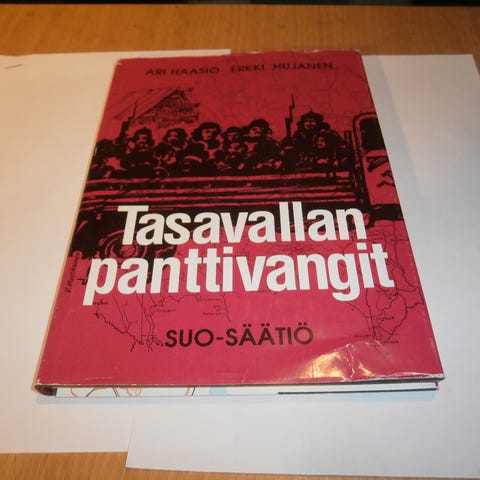 ARI HAASIO ERKKI HUJANEN
Tasavallan
panttivangit
SUO-SÄÄTIÖ